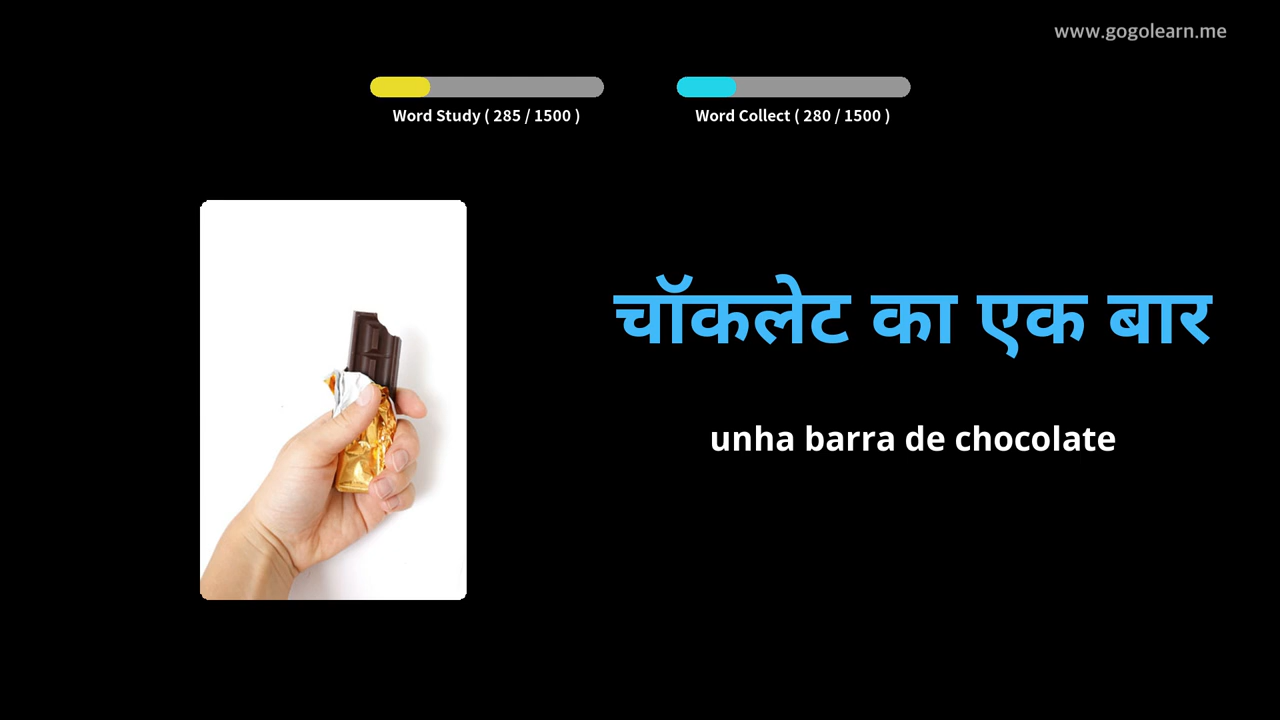 www.gogolearn.me
Word Study ( 285 / 1500 )
Word Collect ( 280 / 1500 )
चॉकलेट का एक बार
unha barra de chocolate